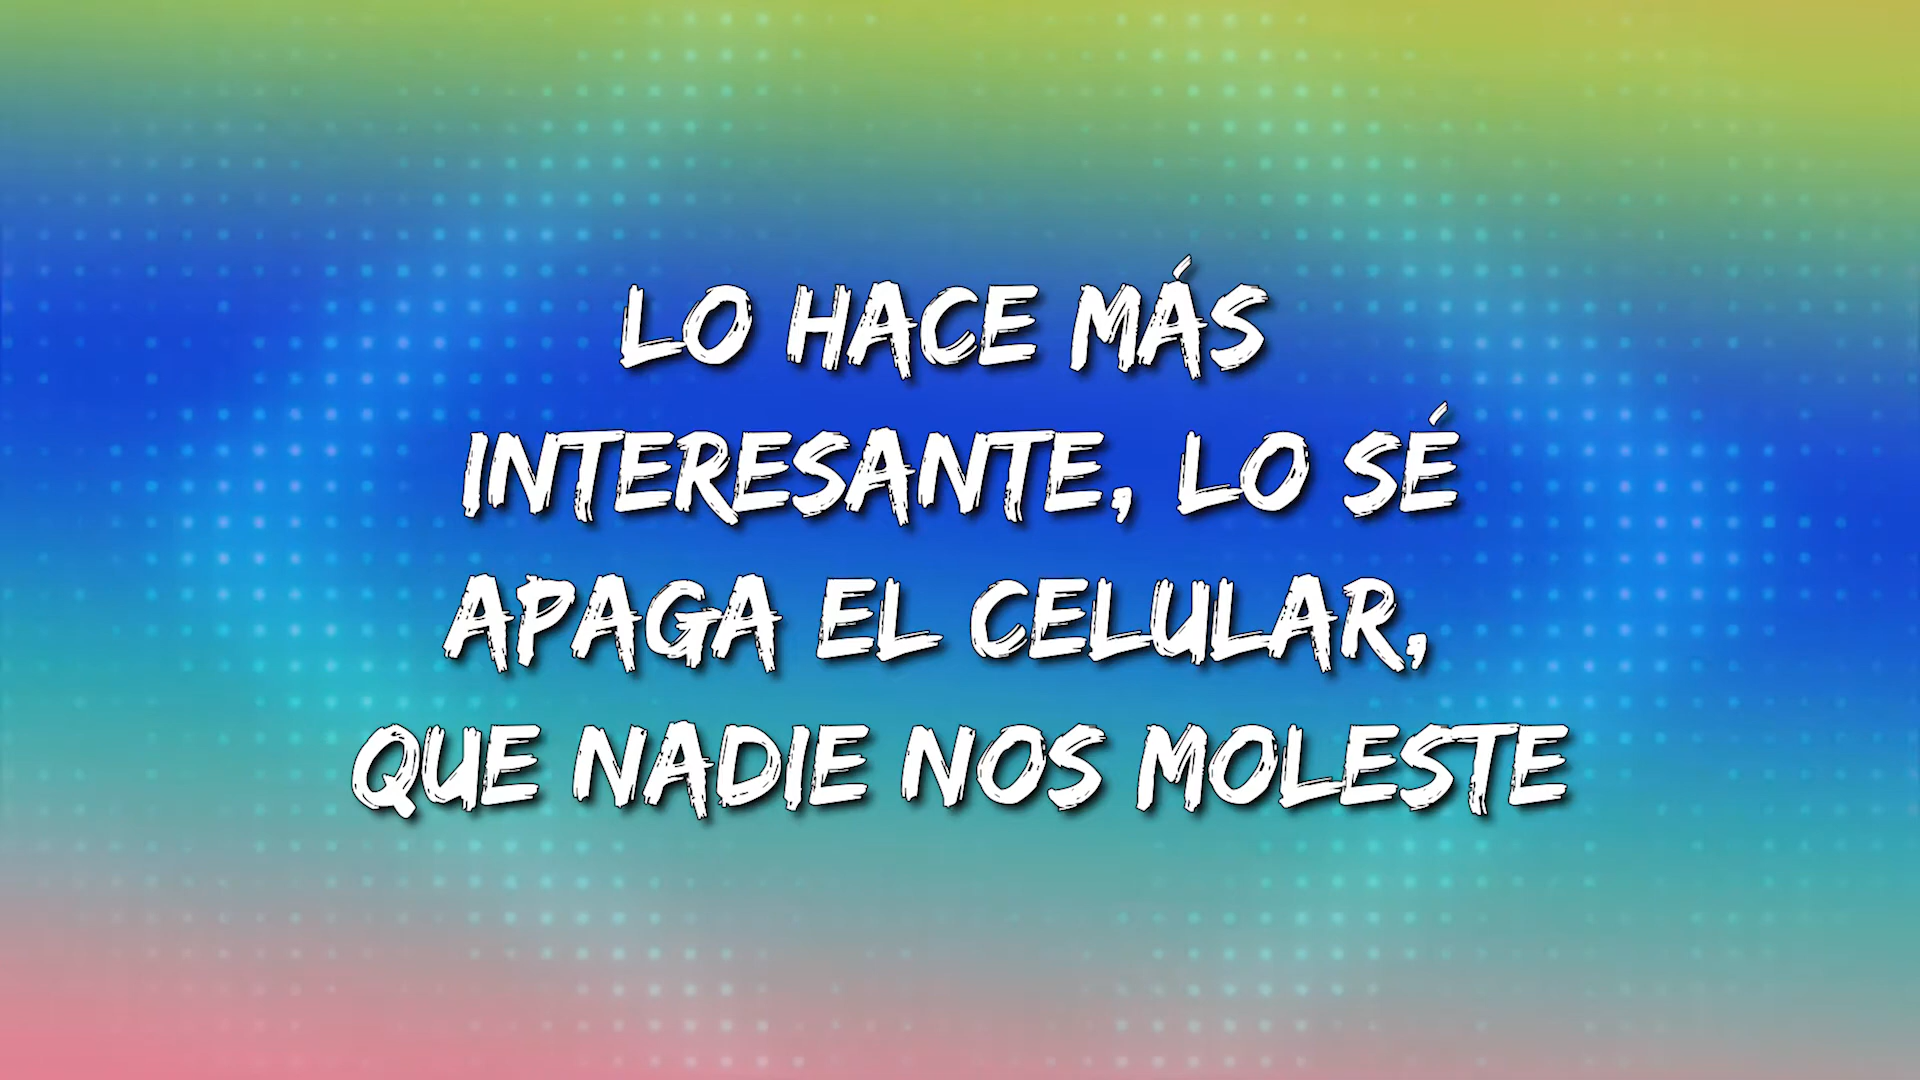 LO HACE MÁS
INTERESANTE, LO SÉ
APAGA EL CELULAR,
QUE NADIE NOS MOLESTE